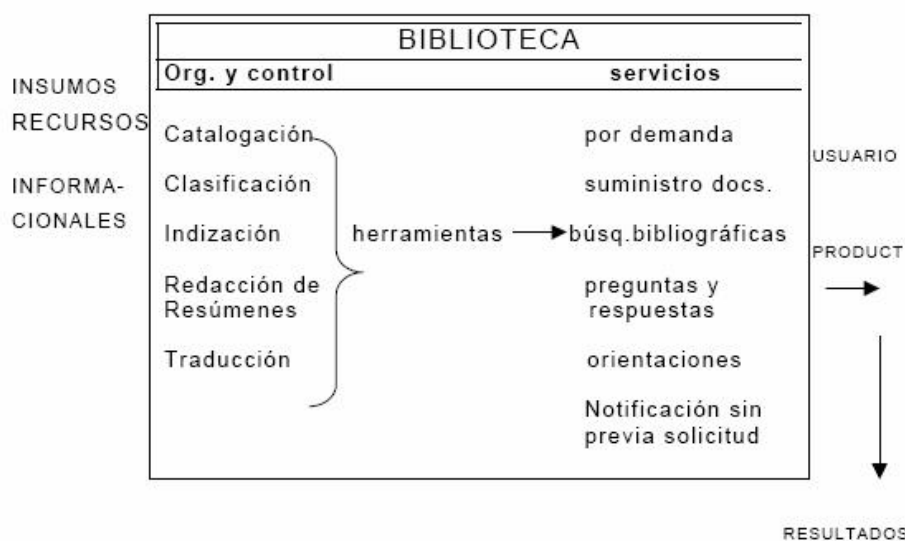 BIBLIOTECA
Org. y control
servicios
INSUMOS
RECURSOS
INFORMA-
CIONALES
Catalogación
Clasificación
Indización
Redacción de
Resúmenes
Traducción
herramientas
por demanda
suministro docs.
búsq.bibliográficas
preguntas y
respuestas
orientaciones
Notificación sin
previa solicitud
USUARIO
PRODUCT
RESULTADOS